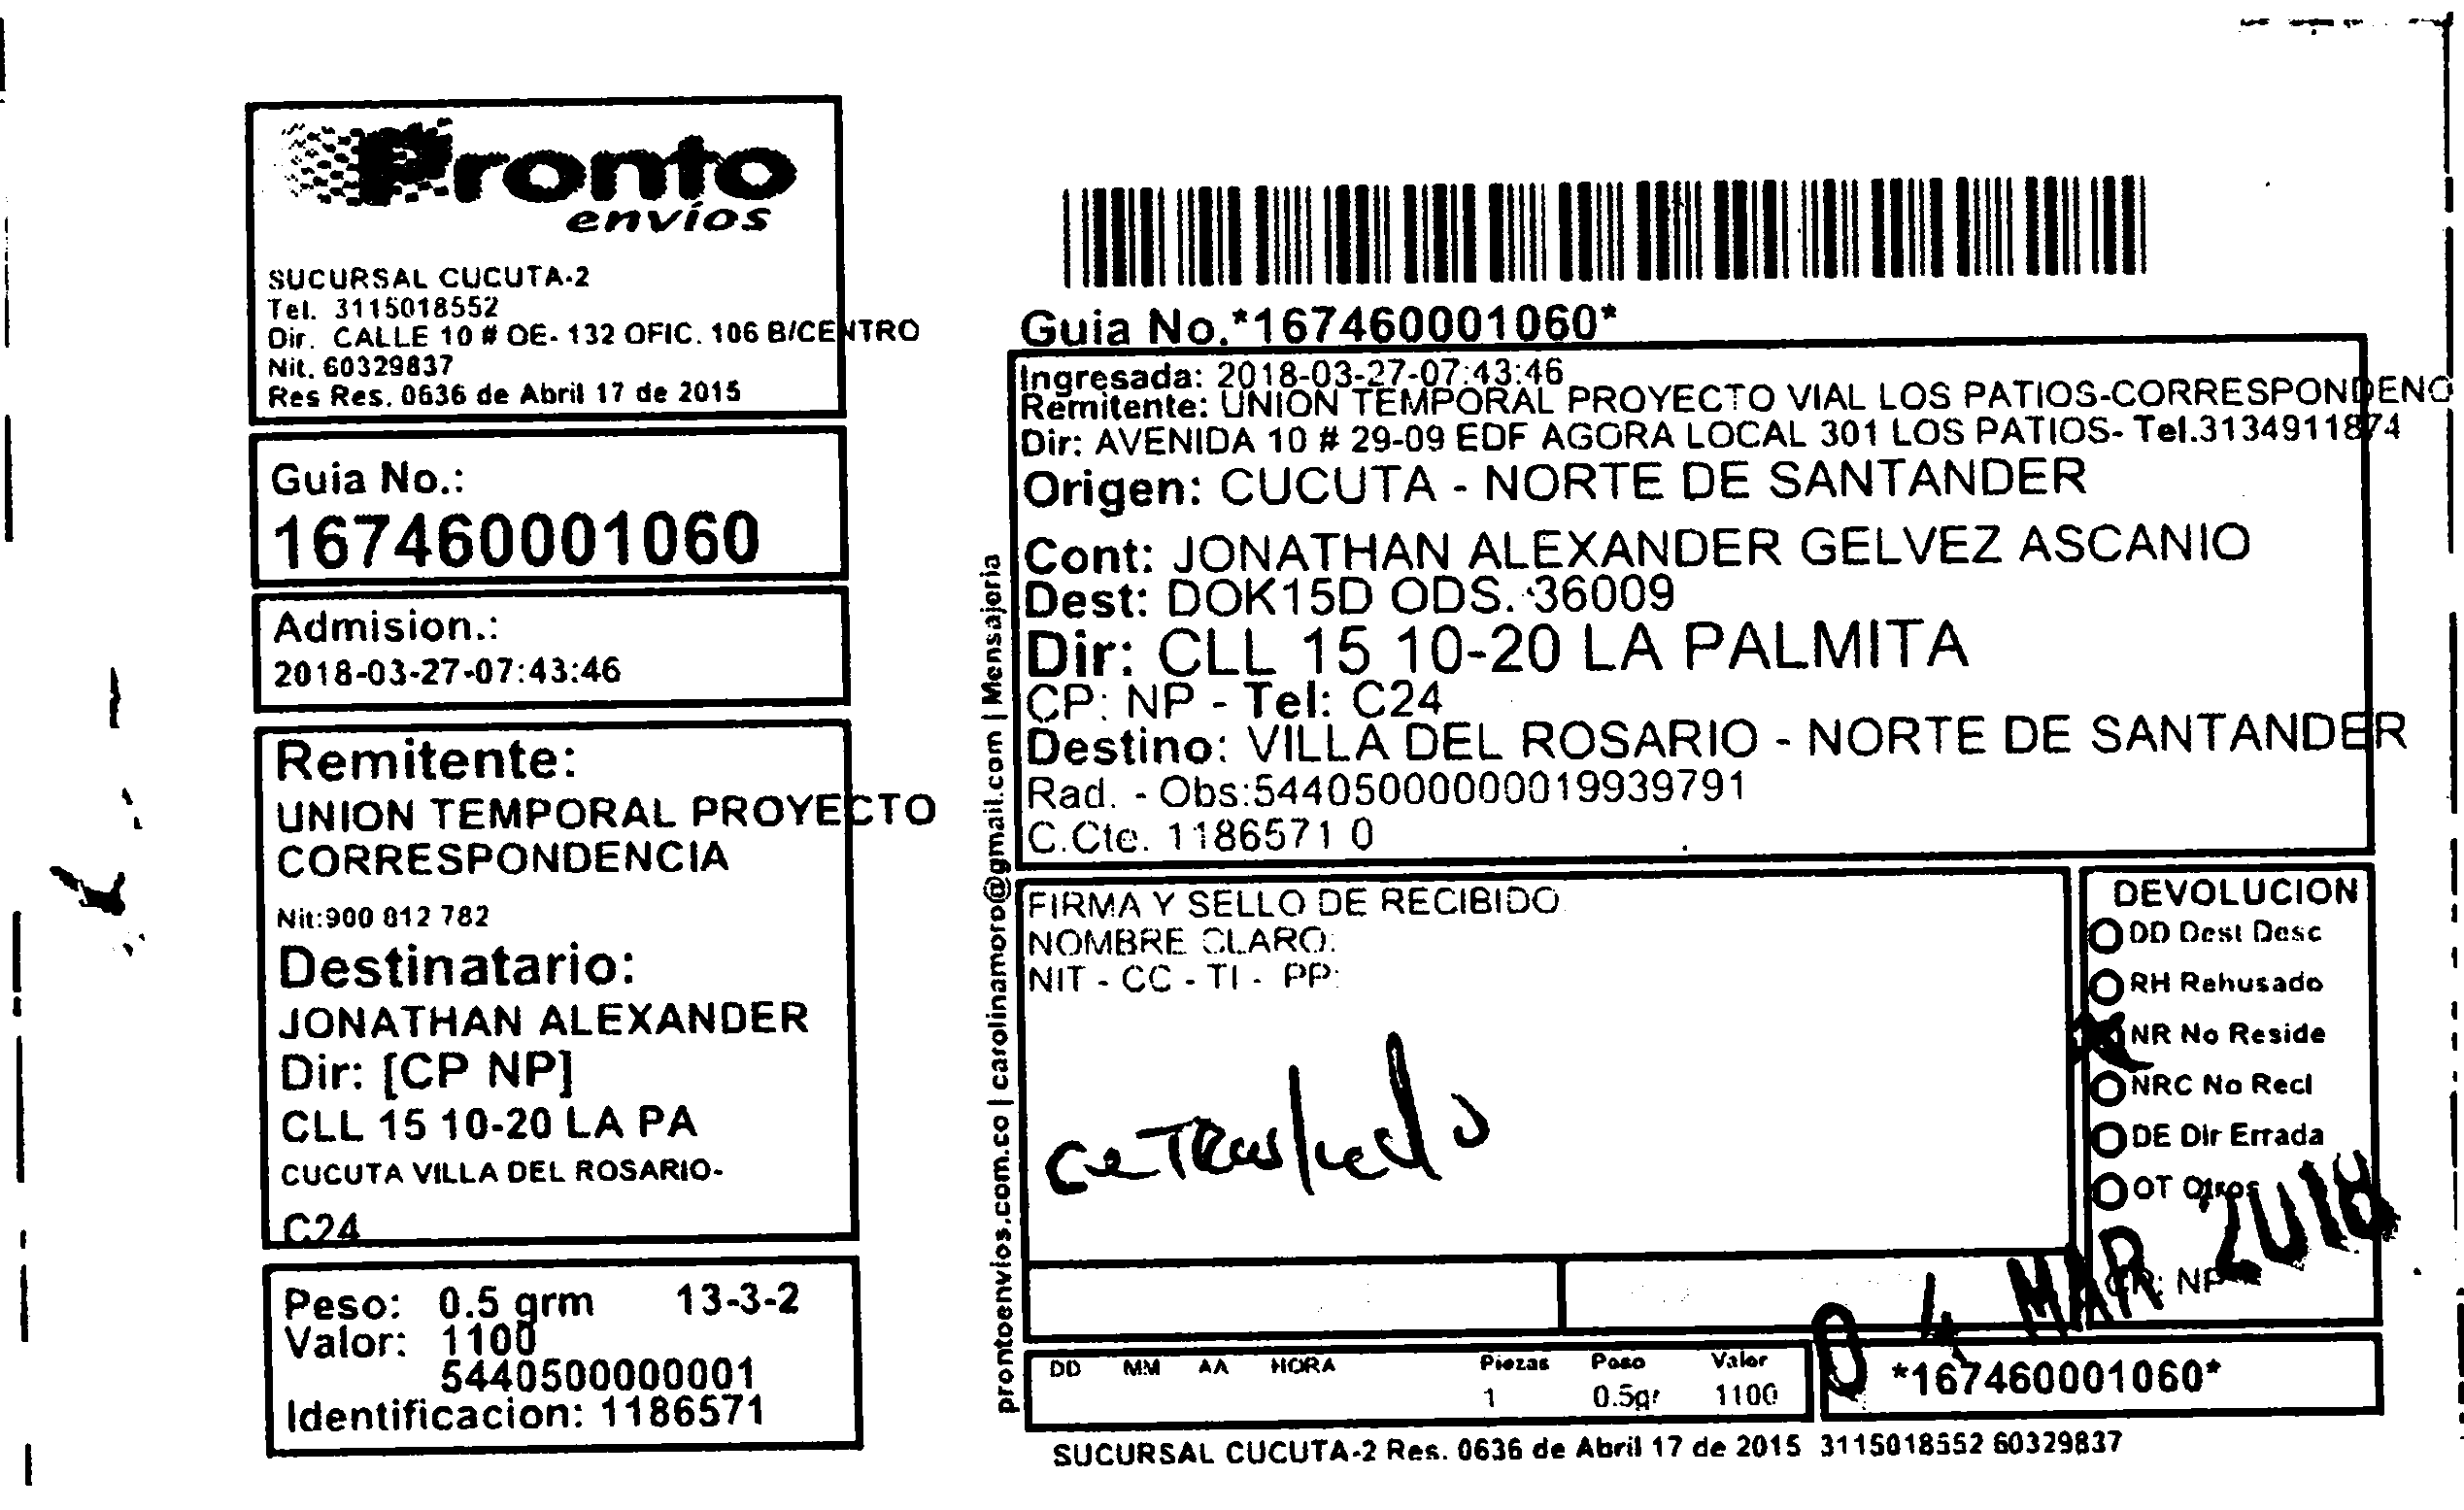 Pronto
envíos
SUCURSAL CUCUTA-2
Tel. 3115018552
Dir. CALLE 10 # OE- 132 OFIC. 106 B/CENTRO
Nit. 60329837
Res Res. 0636 de Abril 17 de 2015
Guia No.:
167460001060
Admision.:
2018-03-27-07:43:46
Remitente:
UNION TEMPORAL PROYECTO
CORRESPONDENCIA
Nit:900 812 782
Destinatario:
JONATHAN ALEXANDER
Dir: [CP NP]
CLL 15 10-20 LA PA
CUCUTA VILLA DEL ROSARIO-
C24
Peso: 0.5 grm 13-3-2
Valor: 1100
5440500000001
Identificacion: 1186571
prontoenvios.com.co | carolinamoro@gmail.com | Mensajeria
Guia No.*167460001060*
Ingresada: 2018-03-27-07:43:46
Remitente: UNION TEMPORAL PROYECTO VIAL LOS PATIOS-CORRESPONDENC
Dir: AVENIDA 10 # 29-09 EDF AGORA LOCAL 301 LOS PATIOS- Tel.3134911874
Origen: CUCUTA - NORTE DE SANTANDER
Cont: JONATHAN ALEXANDER GELVEZ ASCANIO
Dest: DOK15D ODS. 36009
Dir: CLL 15 10-20 LA PALMITA
CP: NP - Tel: C24
Destino: VILLA DEL ROSARIO - NORTE DE SANTANDER
Rad. - Obs:544050000000019939791
C.Cte. 1186571 0
FIRMA Y SELLO DE RECIBIDO
NOMBRE CLARO:
NIT - CC - TI - PP:
DEVOLUCION
DD Dest Desc
RH Rehusado
NR No Reside
NRC No Recl
DE Dir Errada
OT Otros
CP: NP
04 MAR 2018
DD MM AA HORA Piezas Peso Valor
1 0.5gr 1100
*167460001060*
SUCURSAL CUCUTA-2 Res. 0636 de Abril 17 de 2015 3115018552 60329837